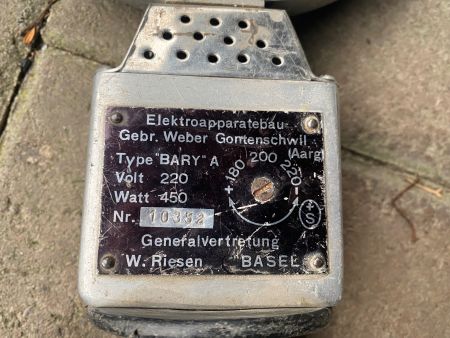 Elektroapparatebau
Gebr. Weber Gontenschwil
(Aarg)
Type "BARY" A
+180 200 220-
Volt 220
Watt 450
Nr. 10352
+
S
Generalvertretung
W. Riesen BASEL